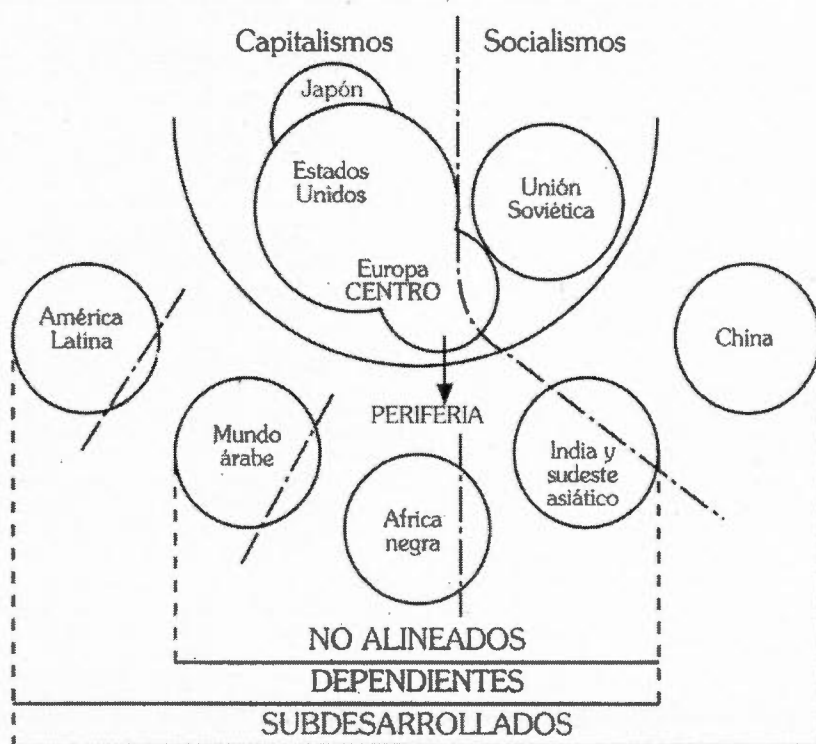 Capitalismos
Socialismos
Japón
Estados
Unidos
Unión
Soviética
Europa
CENTRO
América
Latina
China
PERIFERIA
Mundo
árabe
India y
sudeste
asiático
Africa
negra
NO ALINEADOS
DEPENDIENTES
SUBDESARROLLADOS